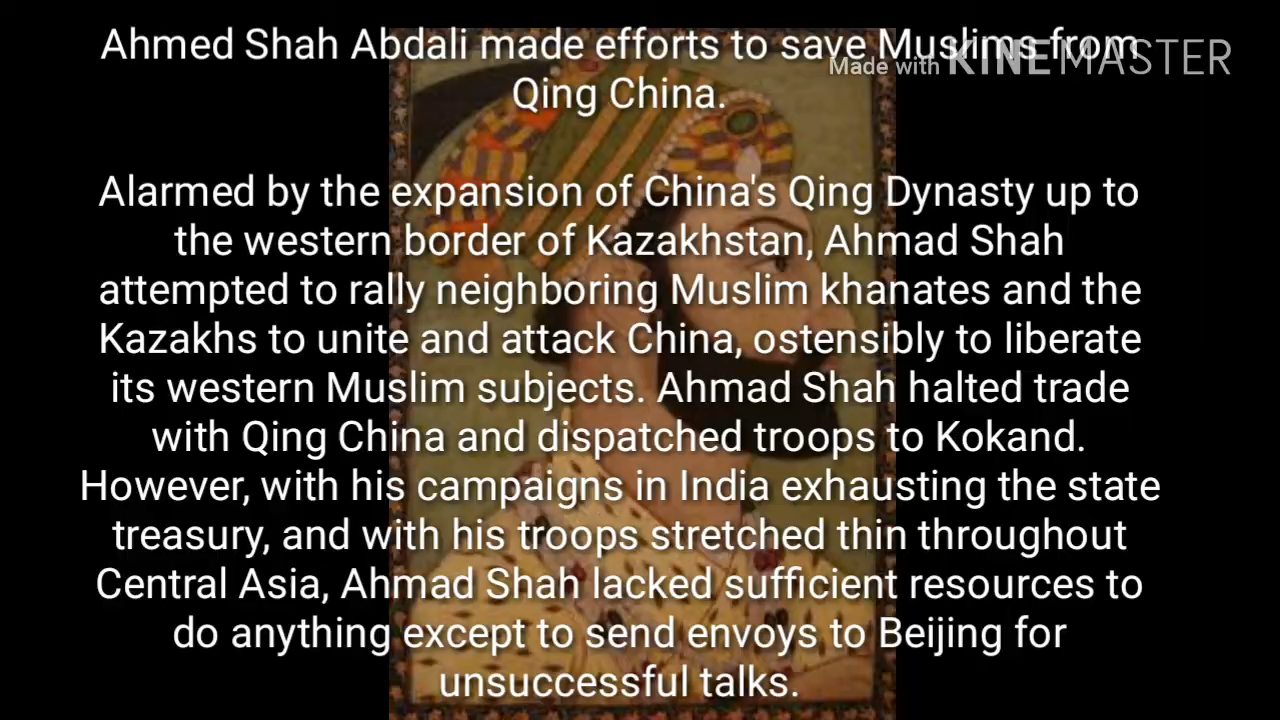 Ahmed Shah Abdali made efforts to save Muslims from
Made with KINEMASTER
Qing China.
Alarmed by the expansion of China's Qing Dynasty up to
the western border of Kazakhstan, Ahmad Shah
attempted to rally neighboring Muslim khanates and the
Kazakhs to unite and attack China, ostensibly to liberate
its western Muslim subjects. Ahmad Shah halted trade
with Qing China and dispatched troops to Kokand.
However, with his campaigns in India exhausting the state
treasury, and with his troops stretched thin throughout
Central Asia, Ahmad Shah lacked sufficient resources to
do anything except to send envoys to Beijing for
unsuccessful talks.